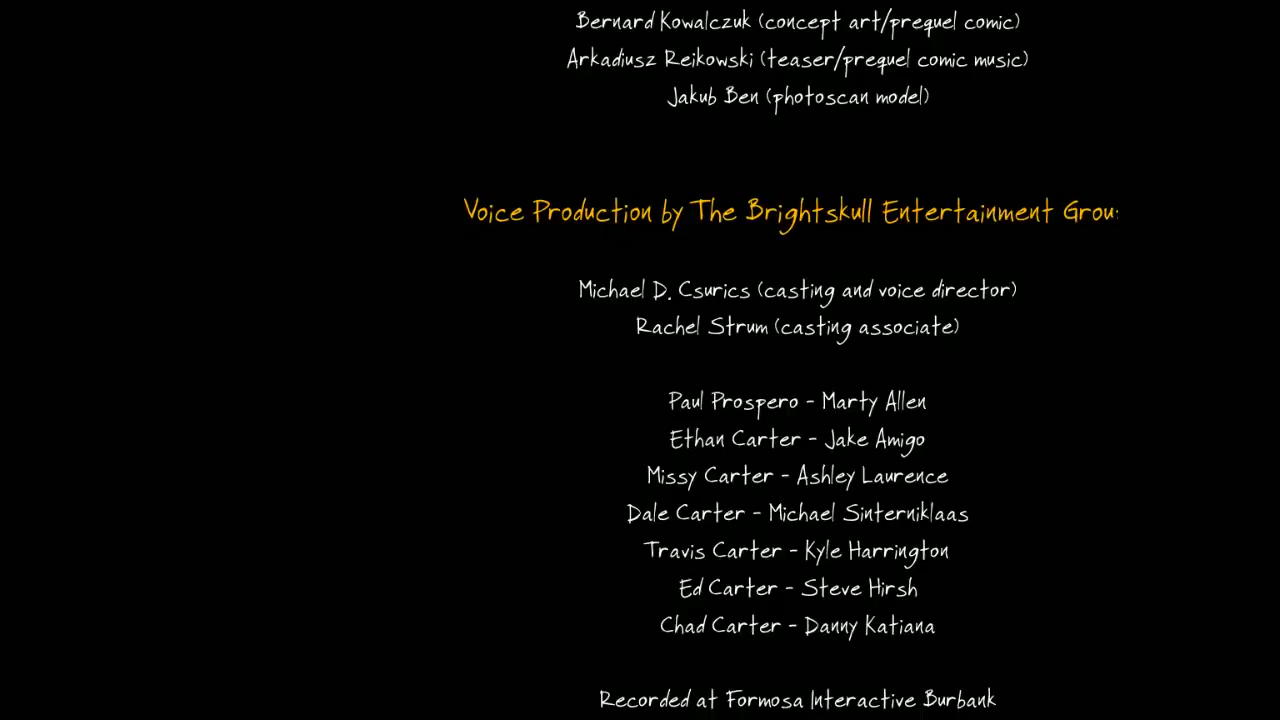 Bernard Kowalczuk (concept art/prequel comic)
Arkadiusz Reikowski (teaser/prequel comic music)
Jakub Ben (photoscan model)
Voice Production by The Brightskull Entertainment Grou
Michael D. Csurics (casting and voice director)
Rachel Strum (casting associate)
Paul Prospero - Marty Allen
Ethan Carter - Jake Amigo
Missy Carter - Ashley Laurence
Dale Carter - Michael Sinterniklaas
Travis Carter - Kyle Harrington
Ed Carter - Steve Hirsh
Chad Carter - Danny Katiana
Recorded at Formosa Interactive Burbank